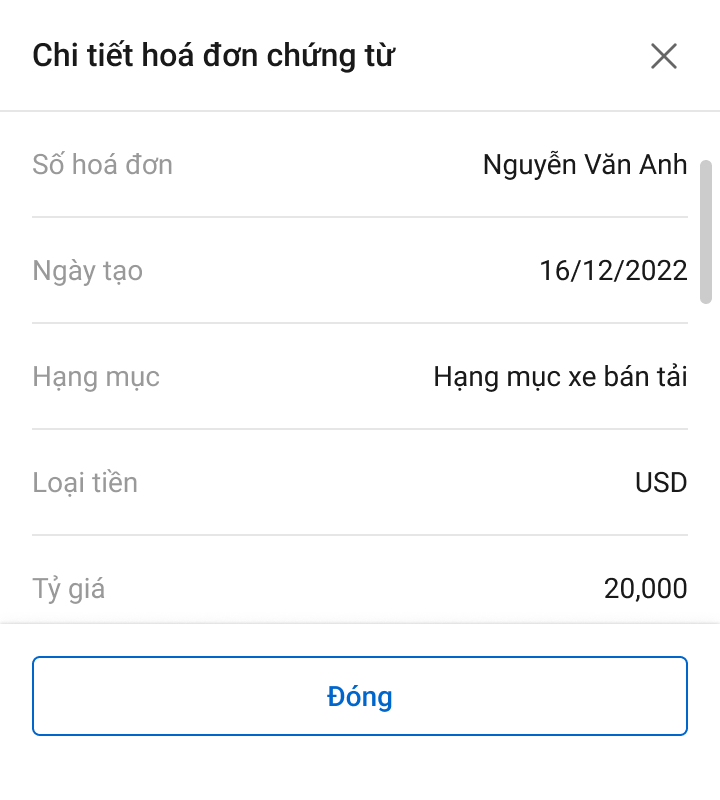 Chi tiết hoá đơn chứng từ
Số hoá đơn Nguyễn Văn Anh
Ngày tạo 16/12/2022
Hạng mục Hạng mục xe bán tải
Loại tiền USD
Tỷ giá 20,000
Đóng